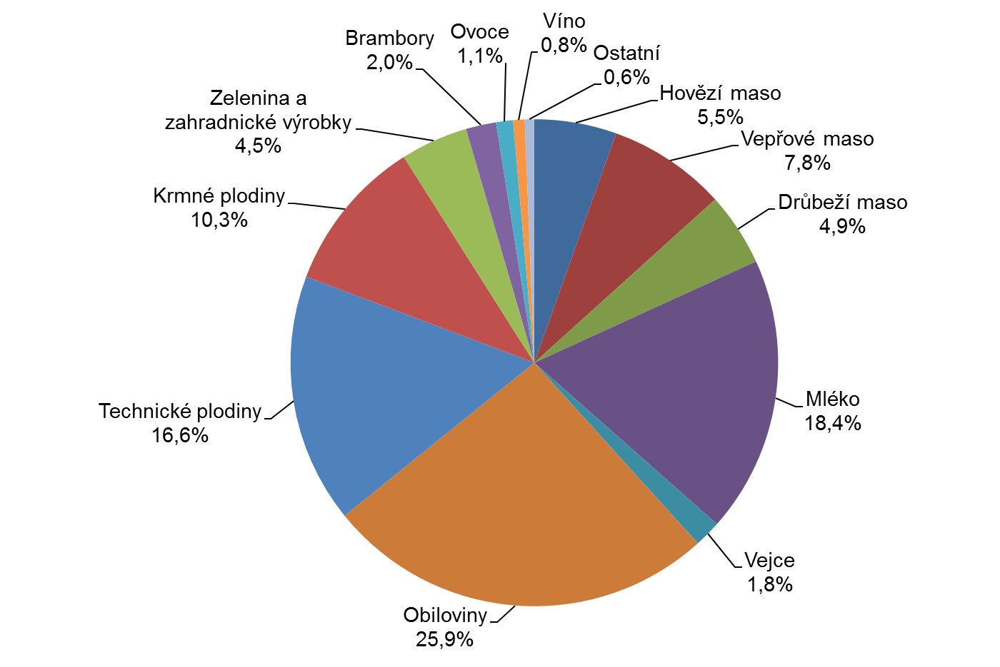 Víno
0,8%
Ovoce
1,1%
Brambory
2,0%
Ostatní
0,6%
Hovězí maso
5,5%
Zelenina a
zahradnické výrobky
4,5%
Vepřové maso
7,8%
Krmné plodiny
10,3%
Drůbeží maso
4,9%
Mléko
18,4%
Technické plodiny
16,6%
Vejce
1,8%
Obiloviny
25,9%